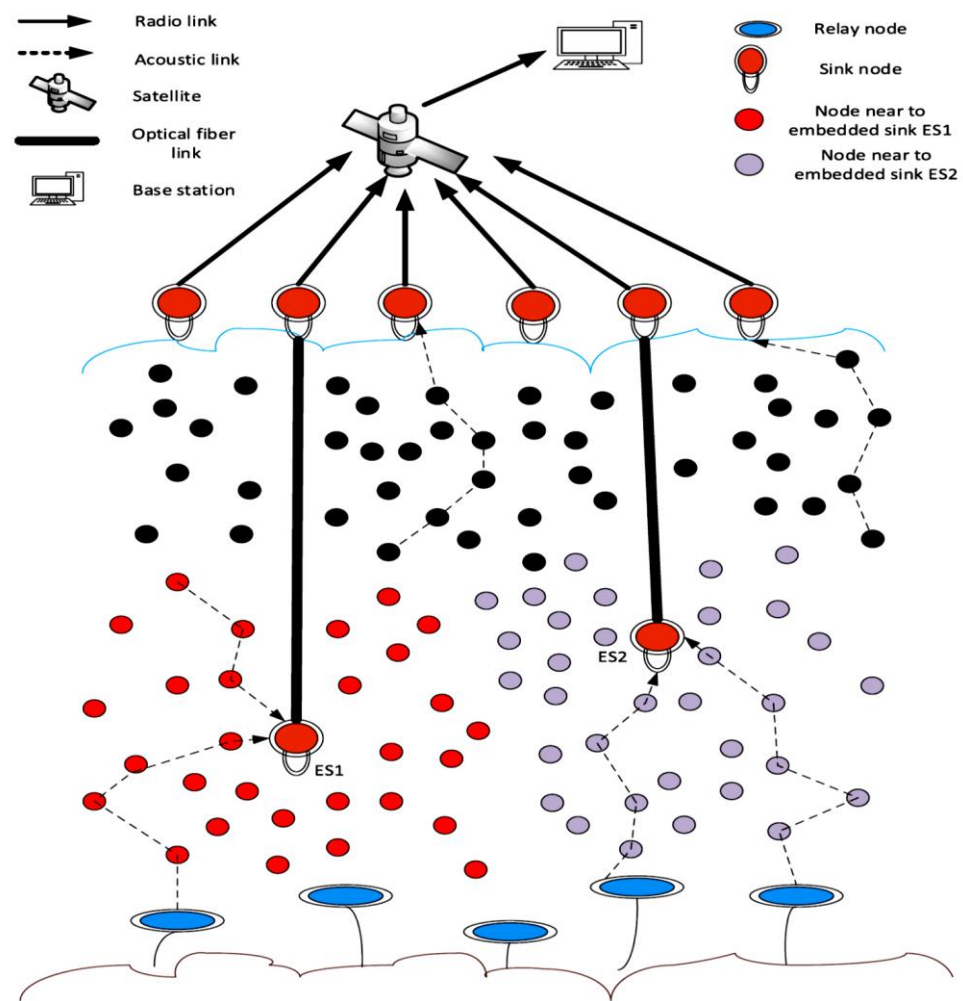 Radio link
Acoustic link
Satellite
Optical fiber
link
Base station
Relay node
Sink node
Node near to
embedded sink ES1
Node near to
embedded sink ES2
ES2
ES1